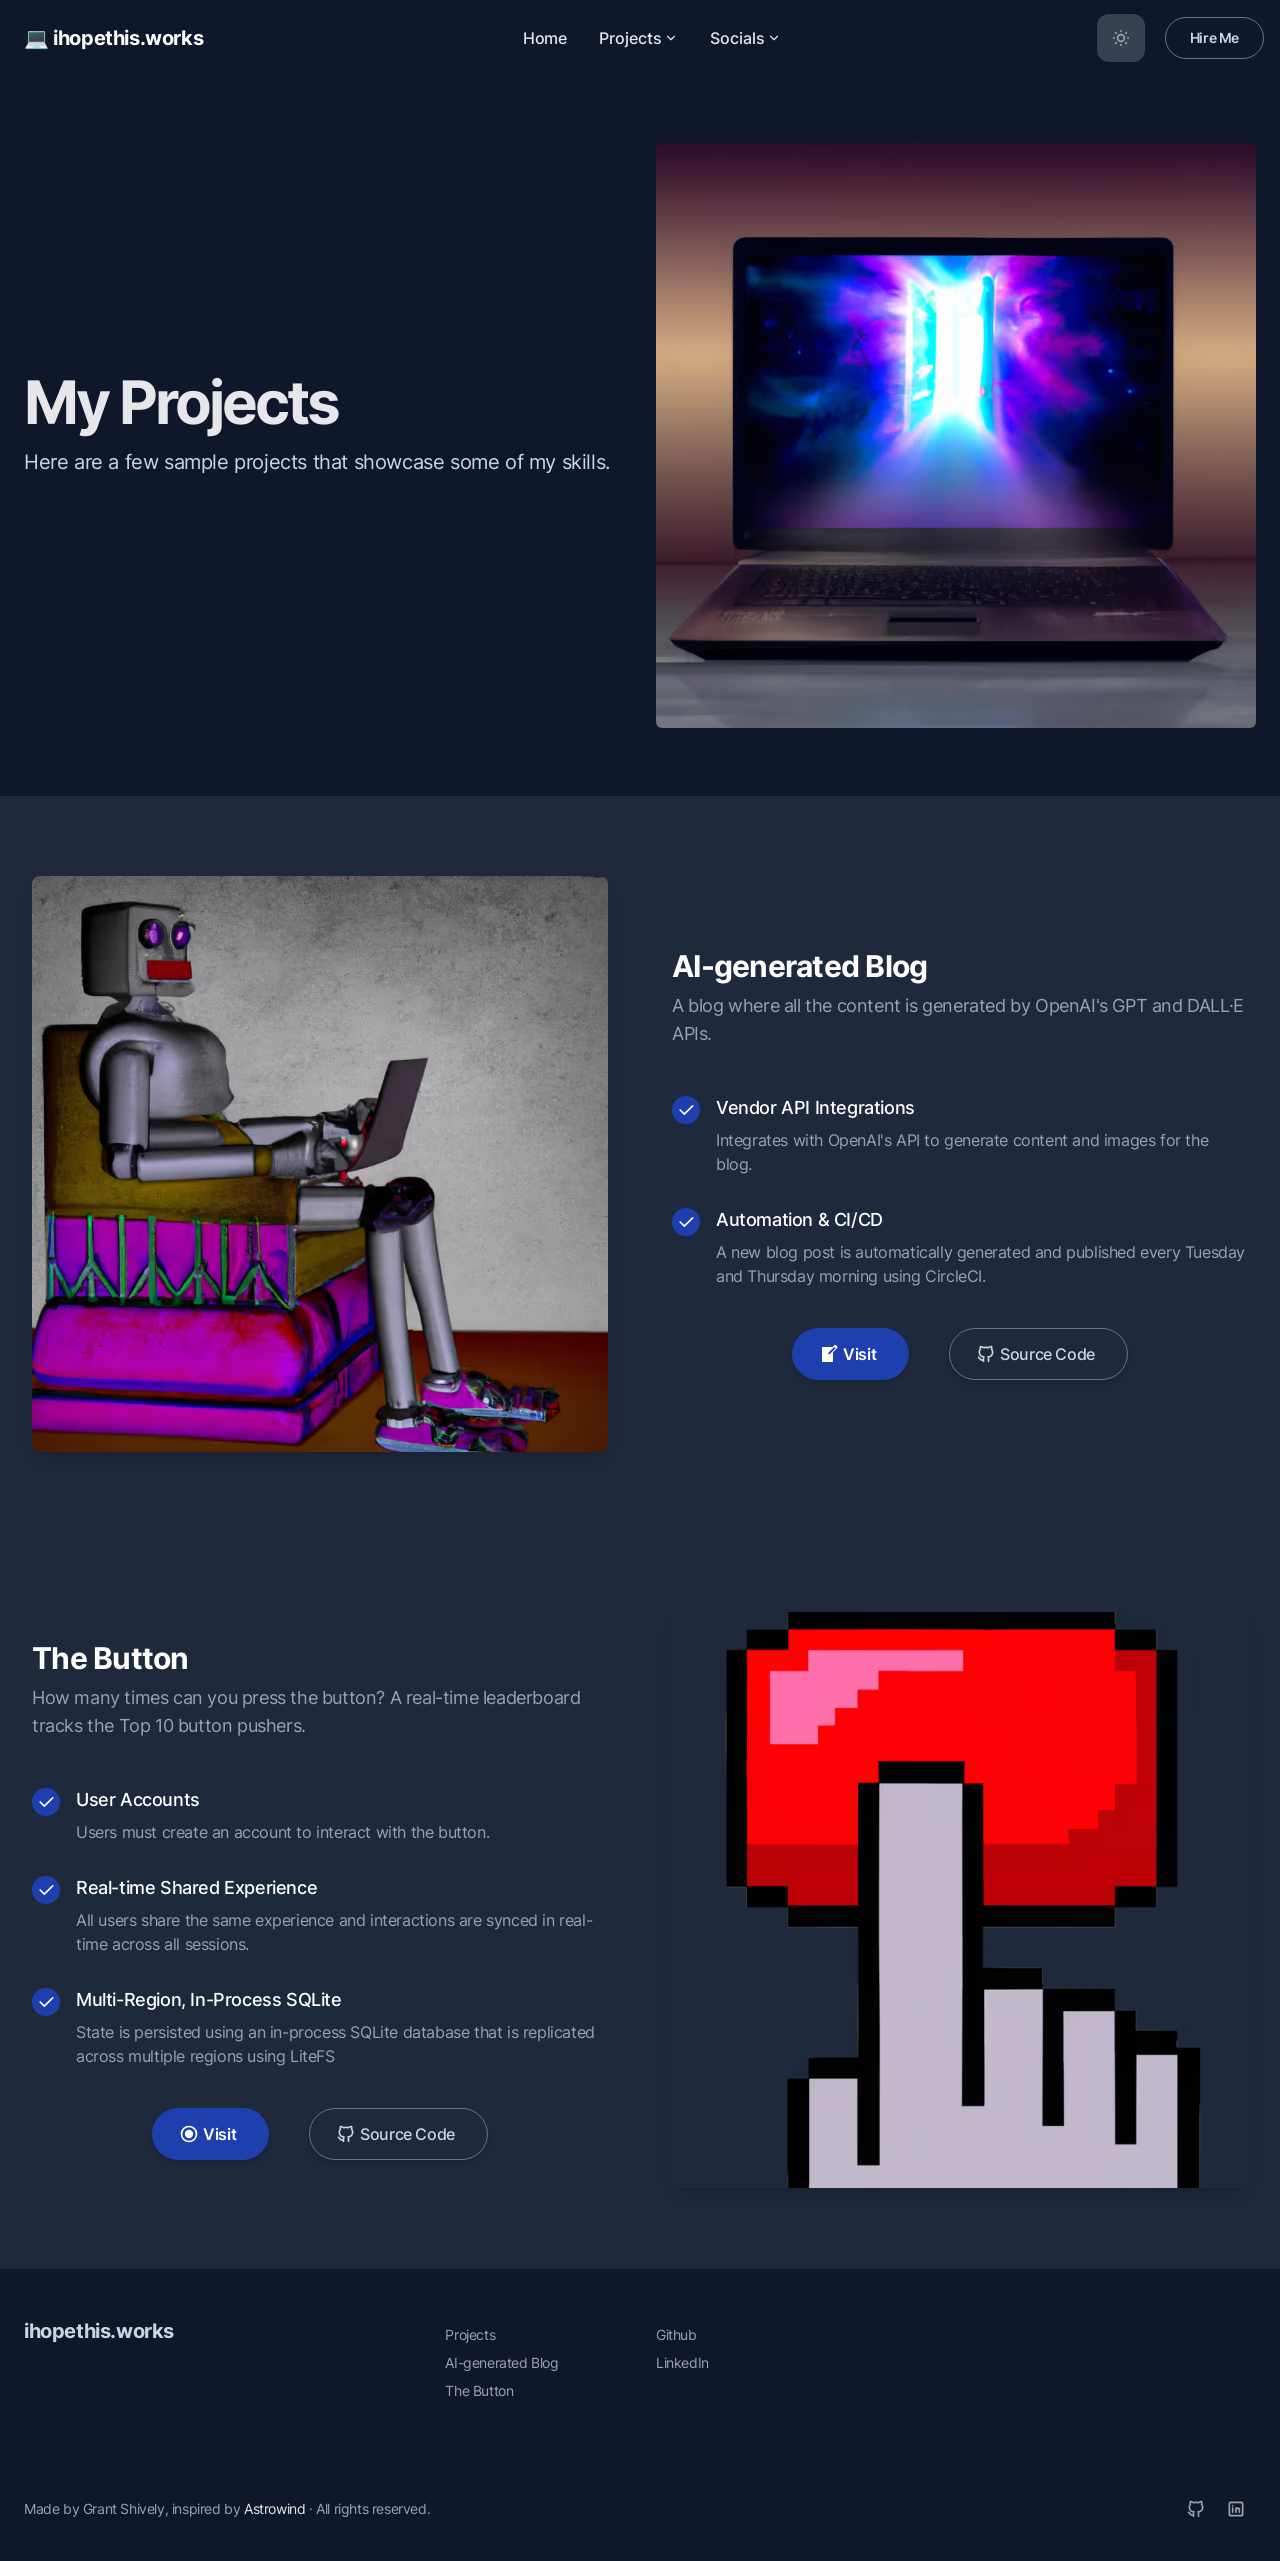 💻 ihopethis.works
Home
Projects
Socials
Hire Me
My Projects
Here are a few sample projects that showcase some of my skills.
AI-generated Blog
A blog where all the content is generated by OpenAI's GPT and DALL·E
APIs.
Vendor API Integrations
Integrates with OpenAI's API to generate content and images for the
blog.
Automation & CI/CD
A new blog post is automatically generated and published every Tuesday
and Thursday morning using CircleCI.
Visit
Source Code
The Button
How many times can you press the button? A real-time leaderboard
tracks the Top 10 button pushers.
User Accounts
Users must create an account to interact with the button.
Real-time Shared Experience
All users share the same experience and interactions are synced in real-
time across all sessions.
Multi-Region, In-Process SQLite
State is persisted using an in-process SQLite database that is replicated
across multiple regions using LiteFS
Visit
Source Code
ihopethis.works
Projects
AI-generated Blog
The Button
Github
LinkedIn
Made by Grant Shively, inspired by Astrowind · All rights reserved.